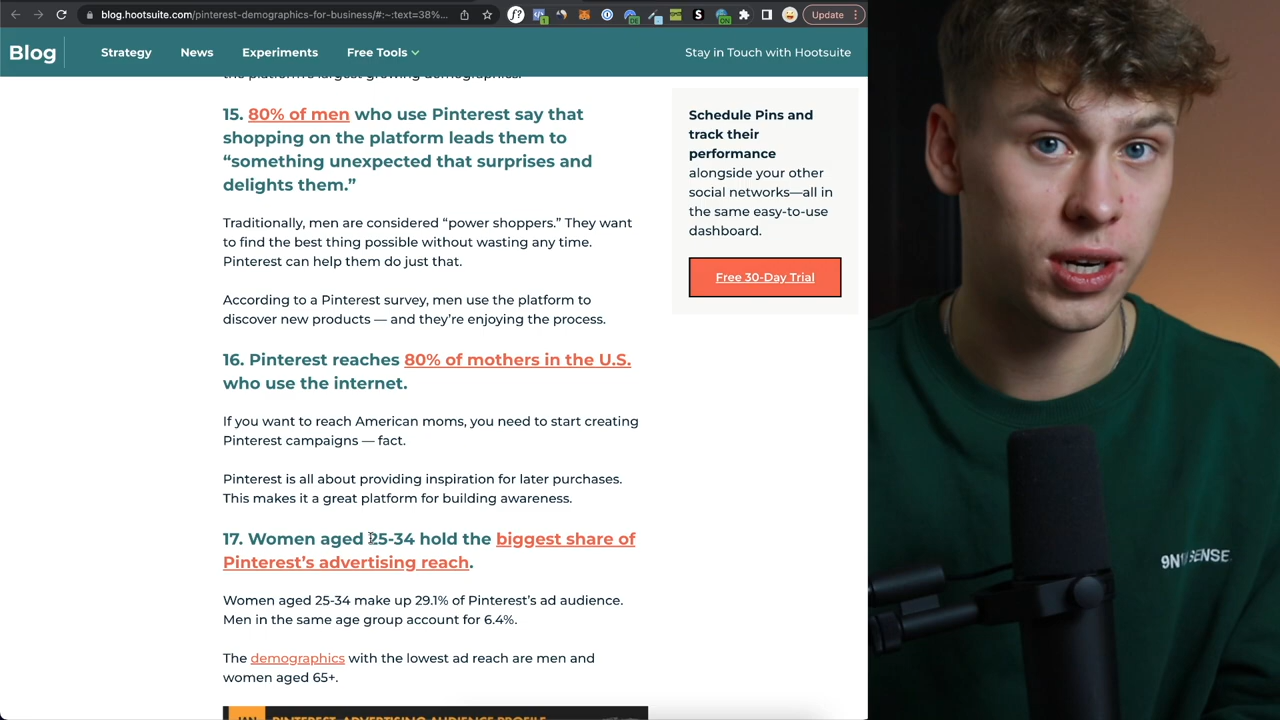 blog.hootsuite.com/pinterest-demographics-for-business/#:~:text=38%...
Update
Blog
Strategy
News
Experiments
Free Tools
Stay in Touch with Hootsuite
15. 80% of men who use Pinterest say that
shopping on the platform leads them to
“something unexpected that surprises and
delights them.”
Traditionally, men are considered “power shoppers.” They want
to find the best thing possible without wasting any time.
Pinterest can help them do just that.
According to a Pinterest survey, men use the platform to
discover new products — and they’re enjoying the process.
16. Pinterest reaches 80% of mothers in the U.S.
who use the internet.
If you want to reach American moms, you need to start creating
Pinterest campaigns — fact.
Pinterest is all about providing inspiration for later purchases.
This makes it a great platform for building awareness.
17. Women aged 25-34 hold the biggest share of
Pinterest’s advertising reach.
Women aged 25-34 make up 29.1% of Pinterest’s ad audience.
Men in the same age group account for 6.4%.
The demographics with the lowest ad reach are men and
women aged 65+.
Schedule Pins and
track their
performance
alongside your other
social networks—all in
the same easy-to-use
dashboard.
Free 30-Day Trial